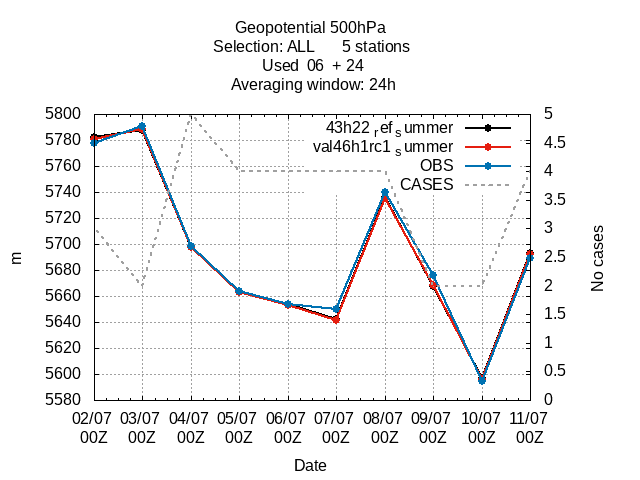 Geopotential 500hPa
Selection: ALL 5 stations
Used 06 + 24
Averaging window: 24h
43h22 ref summer
val46h1rc1 summer
OBS
CASES
m
5800
5780
5760
5740
5720
5700
5680
5660
5640
5620
5600
5580
5
4.5
4
3.5
3
2.5
2
1.5
1
0.5
0
No cases
02/07 03/07 04/07 05/07 06/07 07/07 08/07 09/07 10/07 11/07
00Z 00Z 00Z 00Z 00Z 00Z 00Z 00Z 00Z 00Z
Date